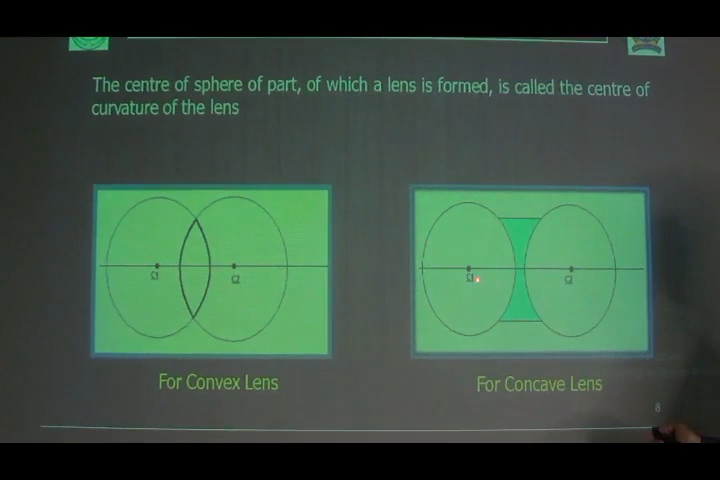 The centre of sphere of part, of which a lens is formed, is called the centre of
curvature of the lens
C1
C2
C1
C2
For Convex Lens
For Concave Lens
8